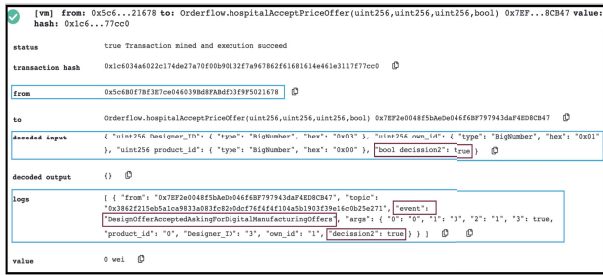 [vm] from: 0x5c6...21678 to: Orderflow.hospitalAcceptPriceOffer(uint256,uint256,uint256,bool) 0x7EF...8CB47 value:
hash: 0x1c6...77cc0
status true Transaction mined and execution succeed
transaction hash 0x1c6034a6022c174de27a70f00b90132f7a967862f61681614e461e3117f77cc0
from 0x5c6B0f7Bf3E7ce046039Bd8FABdf03f9F5021678
to Orderflow.hospitalAcceptPriceOffer(uint256,uint256,uint256,bool) 0x7EF2e0048f5bAeDe046f6BF797943daF4ED8CB47
decoded input { "uint256 Designer_ID": { "type": "BigNumber", "hex": "0x03" }, "uint256 own_id": { "type": "BigNumber", "hex": "0x01"
}, "uint256 product_id": { "type": "BigNumber", "hex": "0x00" }, "bool decission2": true }
decoded output {}
logs [ { "from": "0x7EF2e0048f5bAeDe046f6BF797943daF4ED8CB47", "topic":
"0x3862f215eb5a1ca9833a083fc82c0dcf76f4f4f104a5b1903f39e16c0b25e271", "event":
"DesignOfferAcceptedAskingForDigitalManufacturingOffers", "args": { "0": "0", "1": "3", "2": "1", "3": true,
"product_id": "0", "Designer_ID": "3", "own_id": "1", "decission2": true } } ]
value 0 wei